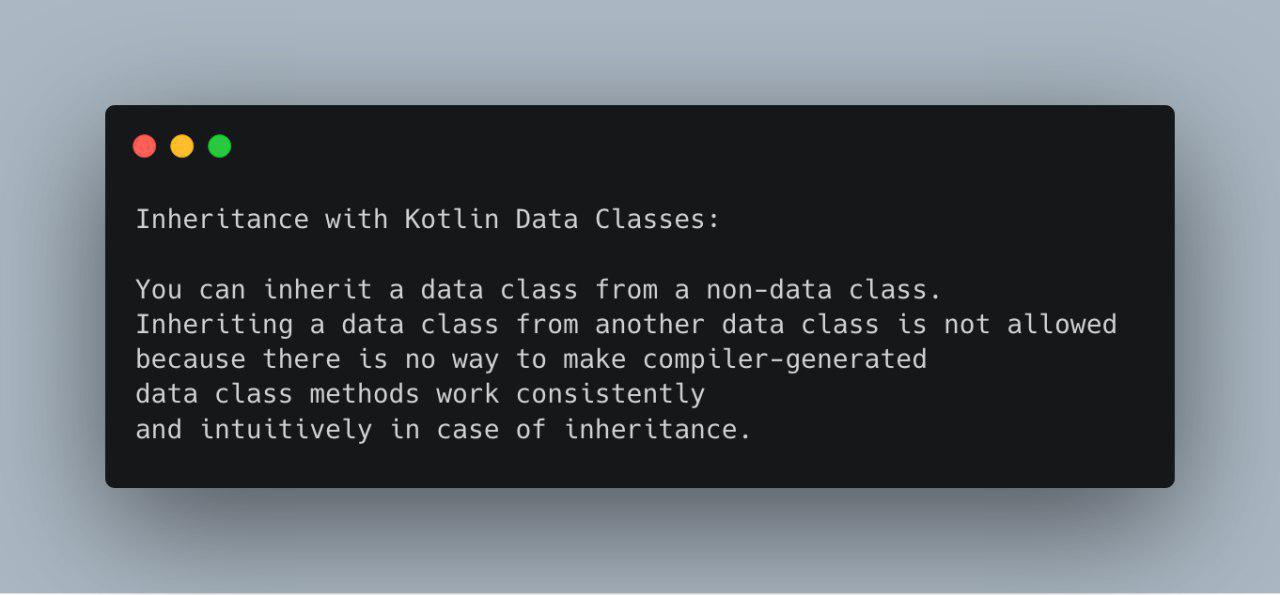 Inheritance with Kotlin Data Classes:
You can inherit a data class from a non-data class.
Inheriting a data class from another data class is not allowed
because there is no way to make compiler-generated
data class methods work consistently
and intuitively in case of inheritance.